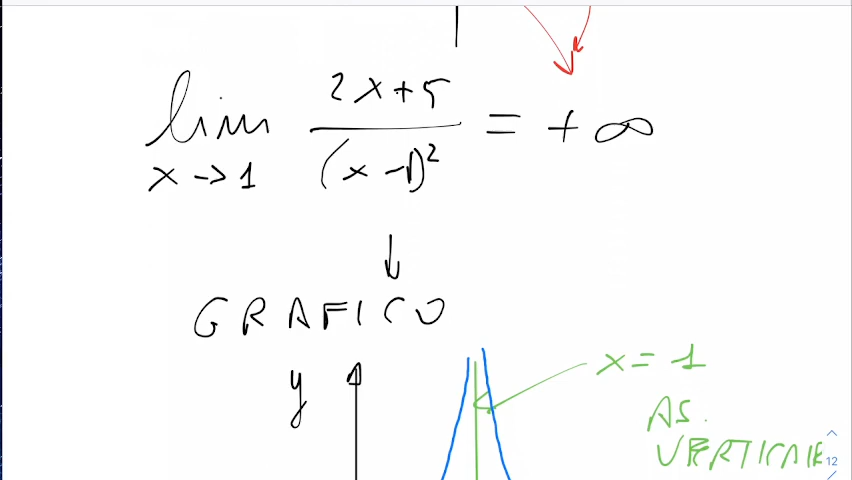 lim x→1 (2x+5)/(x-1)² = +∞
↓
GRAFICO
y
x = 1
AS.
VERTICALE
12